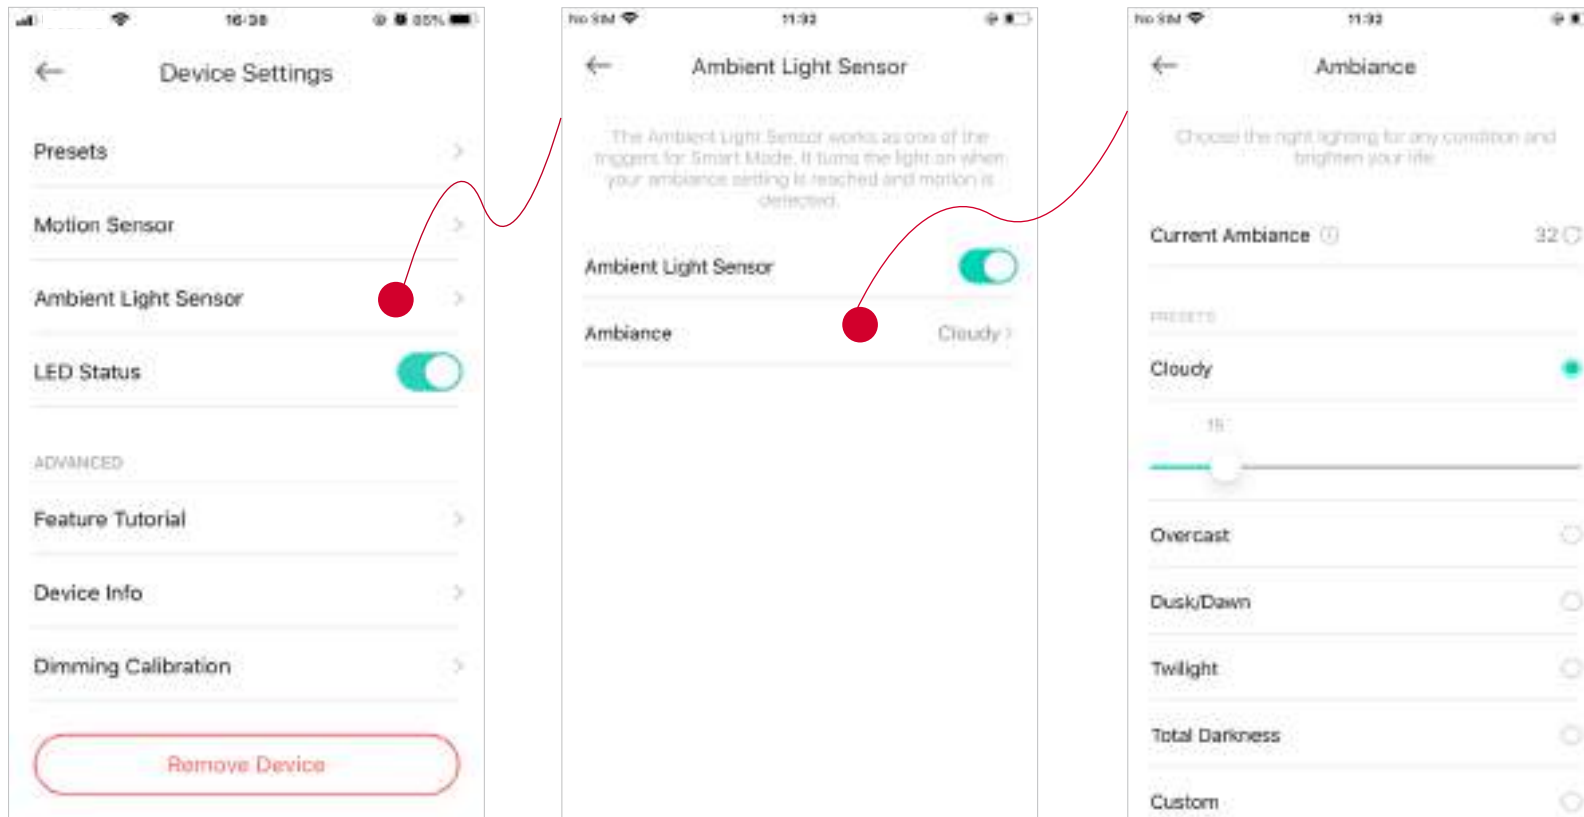 16:38
85%
Device Settings
Presets
Motion Sensor
Ambient Light Sensor
LED Status
ADVANCED
Feature Tutorial
Device Info
Dimming Calibration
Remove Device
No SIM
11:32
Ambient Light Sensor
The Ambient Light Sensor works as one of the
triggers for Smart Mode. It turns the light on when
your ambiance setting is reached and motion is
detected.
Ambient Light Sensor
Ambiance
Cloudy
No SIM
11:32
Ambiance
Choose the right lighting for any condition and
brighten your life.
Current Ambiance
32
PRESETS
Cloudy
15
Overcast
Dusk/Dawn
Twilight
Total Darkness
Custom